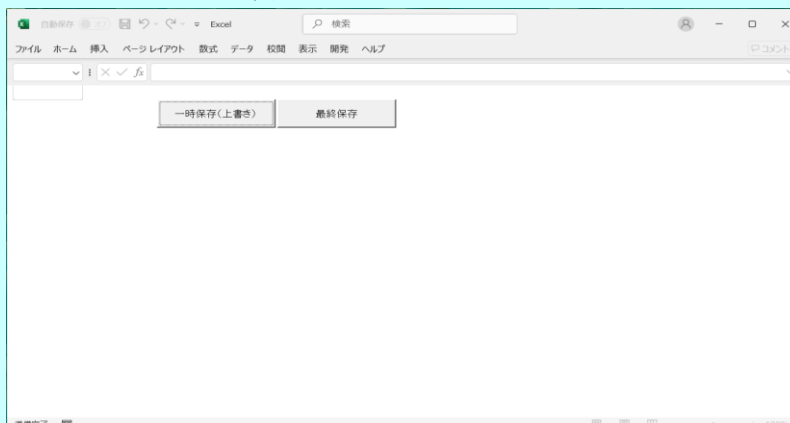 自動保存 Excel 検索
ファイル ホーム 挿入 ページ レイアウト 数式 データ 校閲 表示 開発 ヘルプ コメント
fx
一時保存(上書き) 最終保存